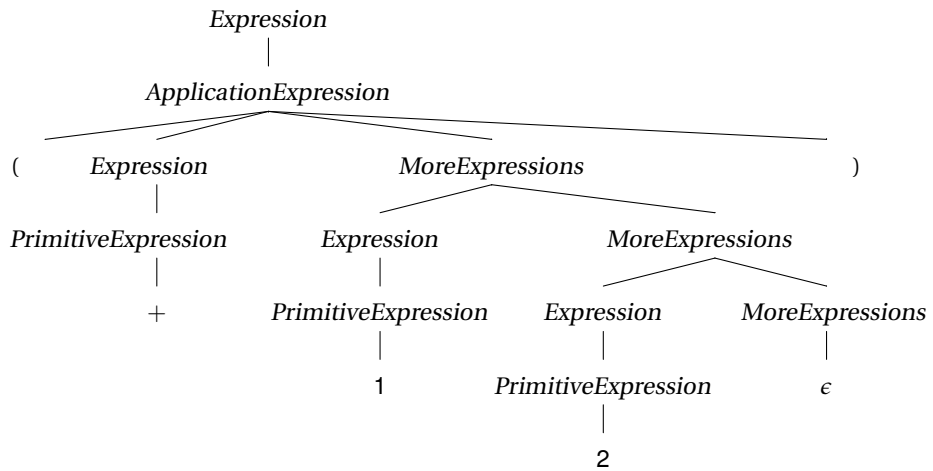 Expression
ApplicationExpression
( Expression MoreExpressions )
PrimitiveExpression Expression MoreExpressions
+ PrimitiveExpression Expression MoreExpressions
1 PrimitiveExpression ϵ
2